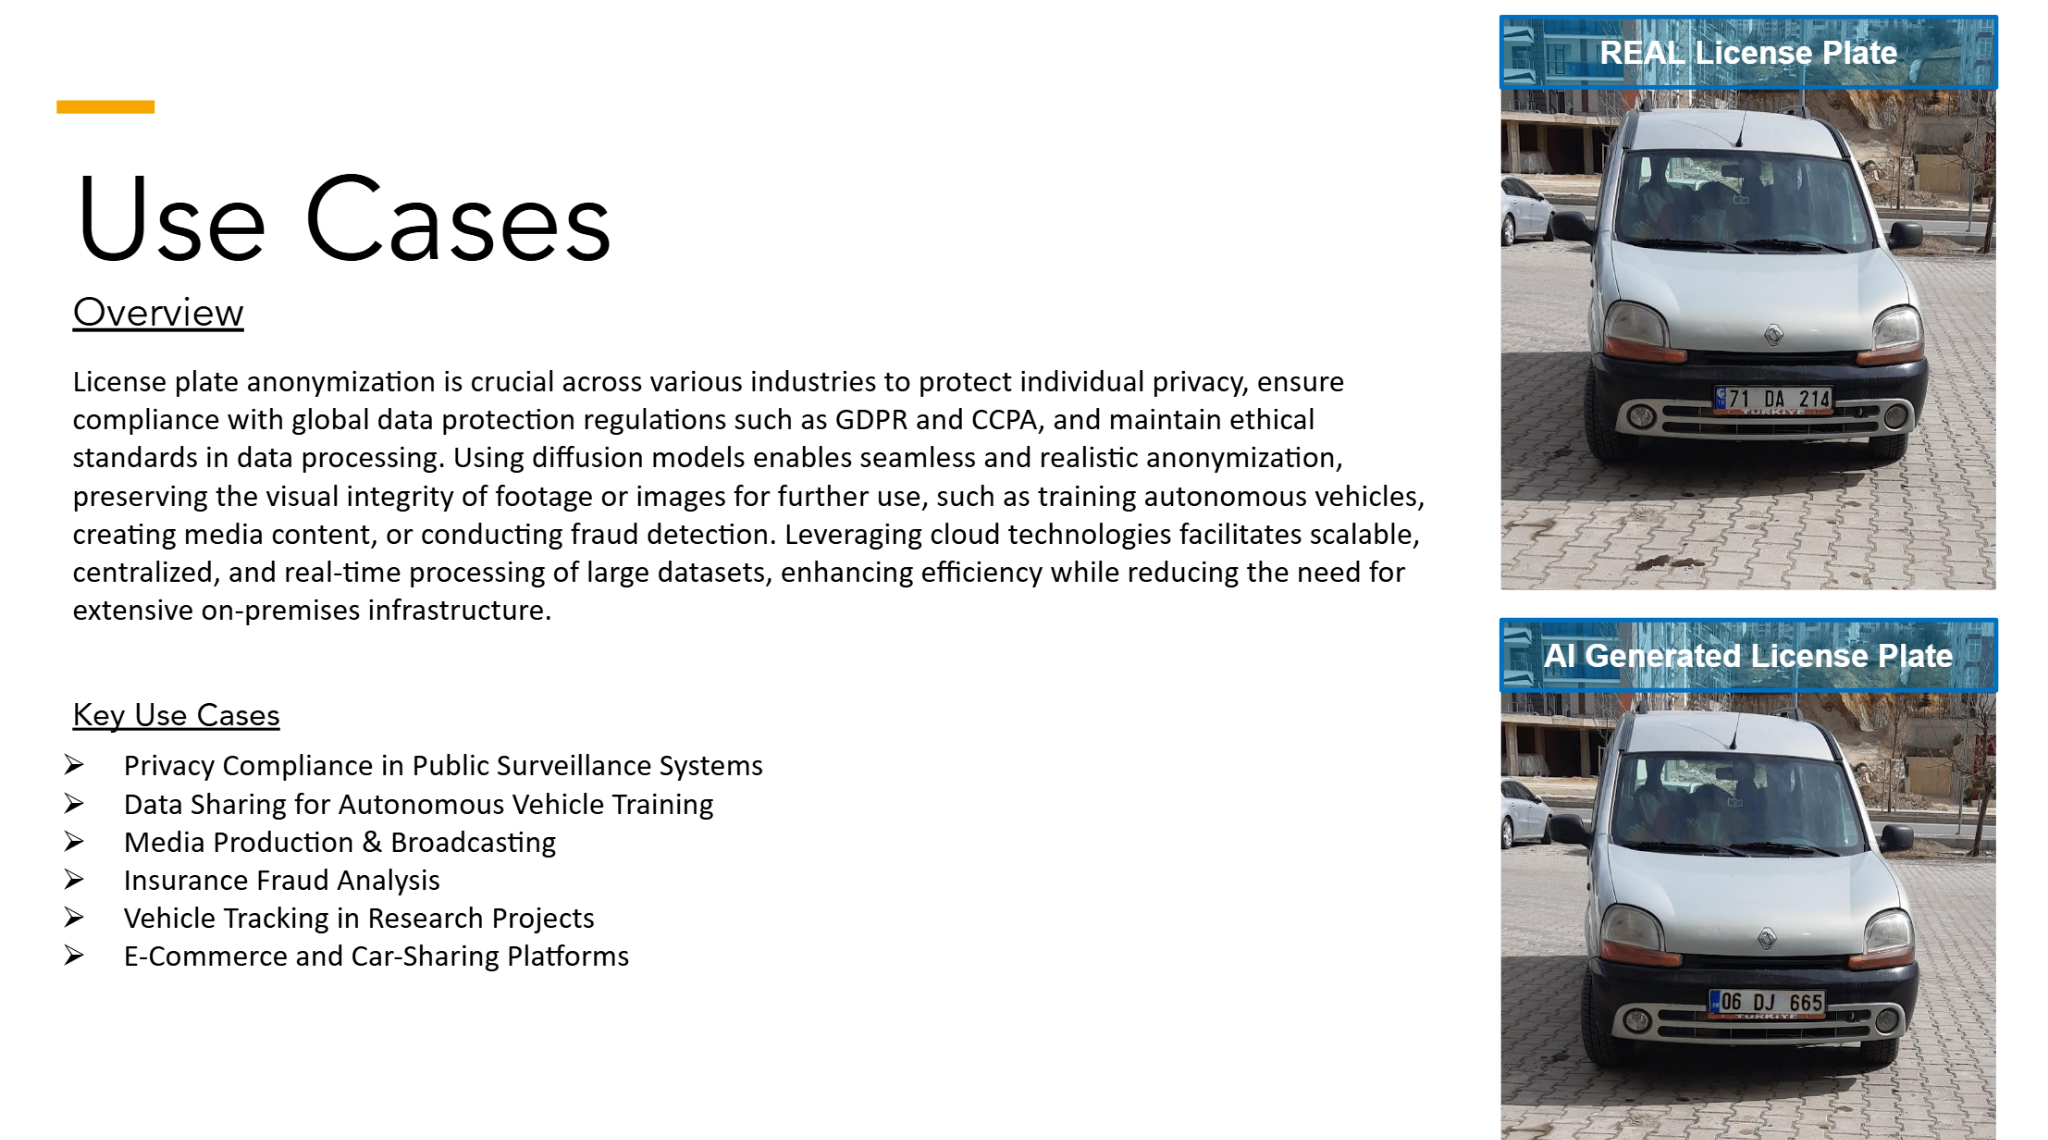 Use Cases
Overview
License plate anonymization is crucial across various industries to protect individual privacy, ensure
compliance with global data protection regulations such as GDPR and CCPA, and maintain ethical
standards in data processing. Using diffusion models enables seamless and realistic anonymization,
preserving the visual integrity of footage or images for further use, such as training autonomous vehicles,
creating media content, or conducting fraud detection. Leveraging cloud technologies facilitates scalable,
centralized, and real-time processing of large datasets, enhancing efficiency while reducing the need for
extensive on-premises infrastructure.
Key Use Cases
Privacy Compliance in Public Surveillance Systems
Data Sharing for Autonomous Vehicle Training
Media Production & Broadcasting
Insurance Fraud Analysis
Vehicle Tracking in Research Projects
E-Commerce and Car-Sharing Platforms
REAL License Plate
71 DA 214
TÜRKİYE
AI Generated License Plate
06 DJ 665
TÜRKİYE